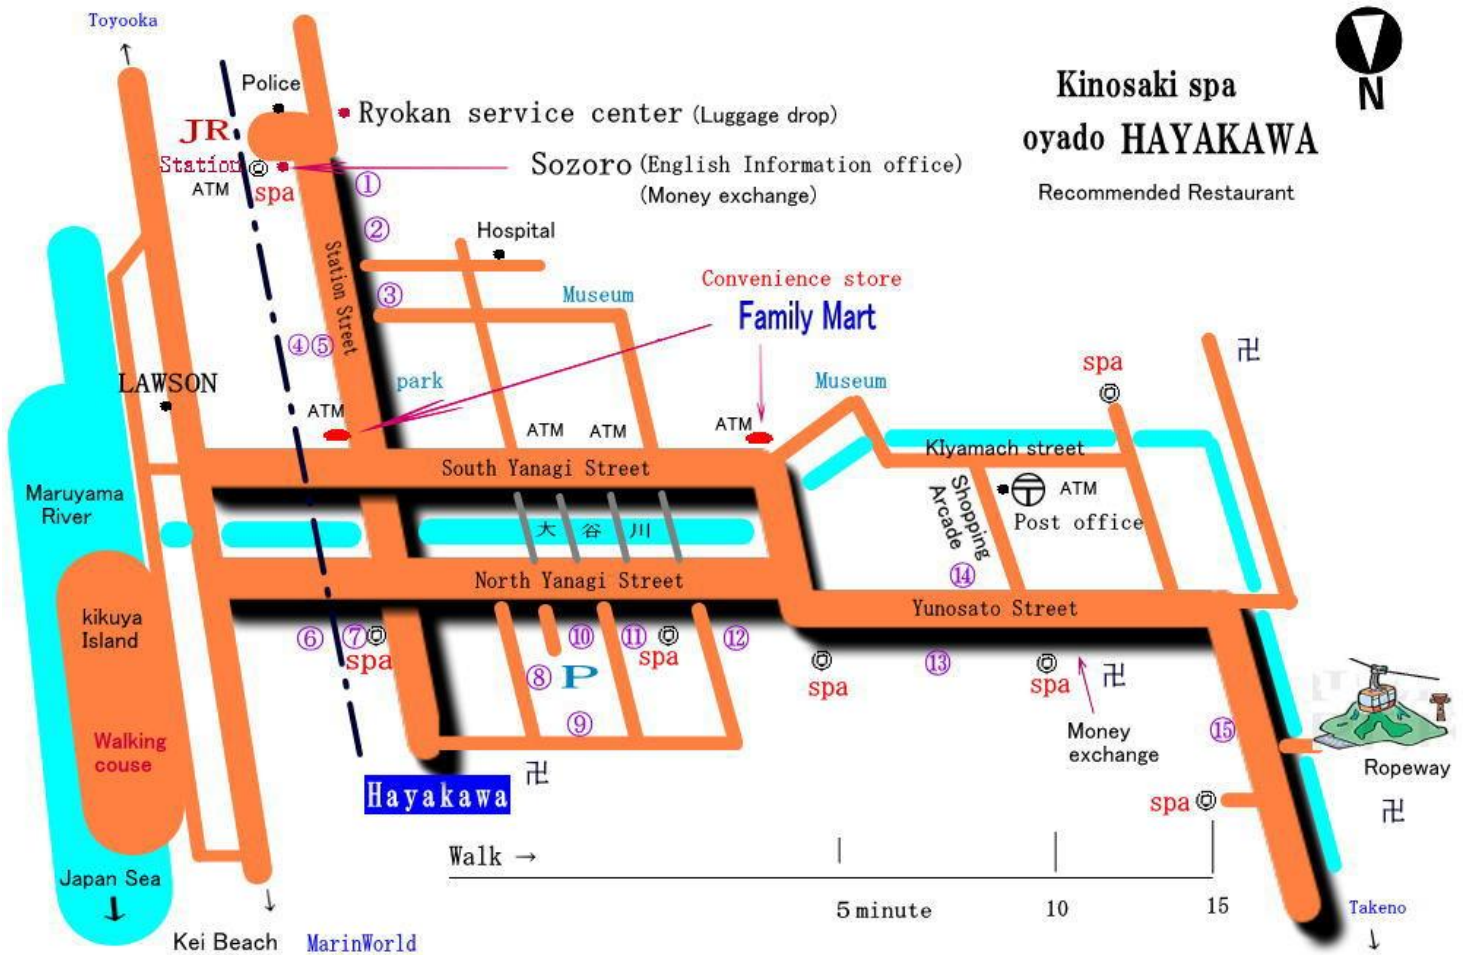 Toyooka
Kinosaki spa
oyado HAYAKAWA
Recommended Restaurant
N
Police
JR
Station
ATM
spa
Ryokan service center (Luggage drop)
Sozoro (English Information office)
(Money exchange)
①
②
Hospital
Station Street
③
Museum
Convenience store
Family Mart
④⑤
park
LAWSON
ATM
ATM
ATM
ATM
Museum
spa
卍
South Yanagi Street
KIyamach street
Shopping
Arcade
〒
ATM
Post office
Maruyama
River
大 谷 川
North Yanagi Street
⑭
Yunosato Street
kikuya
Island
⑥
⑦
spa
⑧
⑩
P
⑨
⑪
spa
⑫
spa
⑬
spa
卍
Money
exchange
⑮
Ropeway
卍
spa
Walking
couse
卍
Hayakawa
Walk →
5 minute
10
15
Japan Sea
Kei Beach
MarinWorld
Takeno